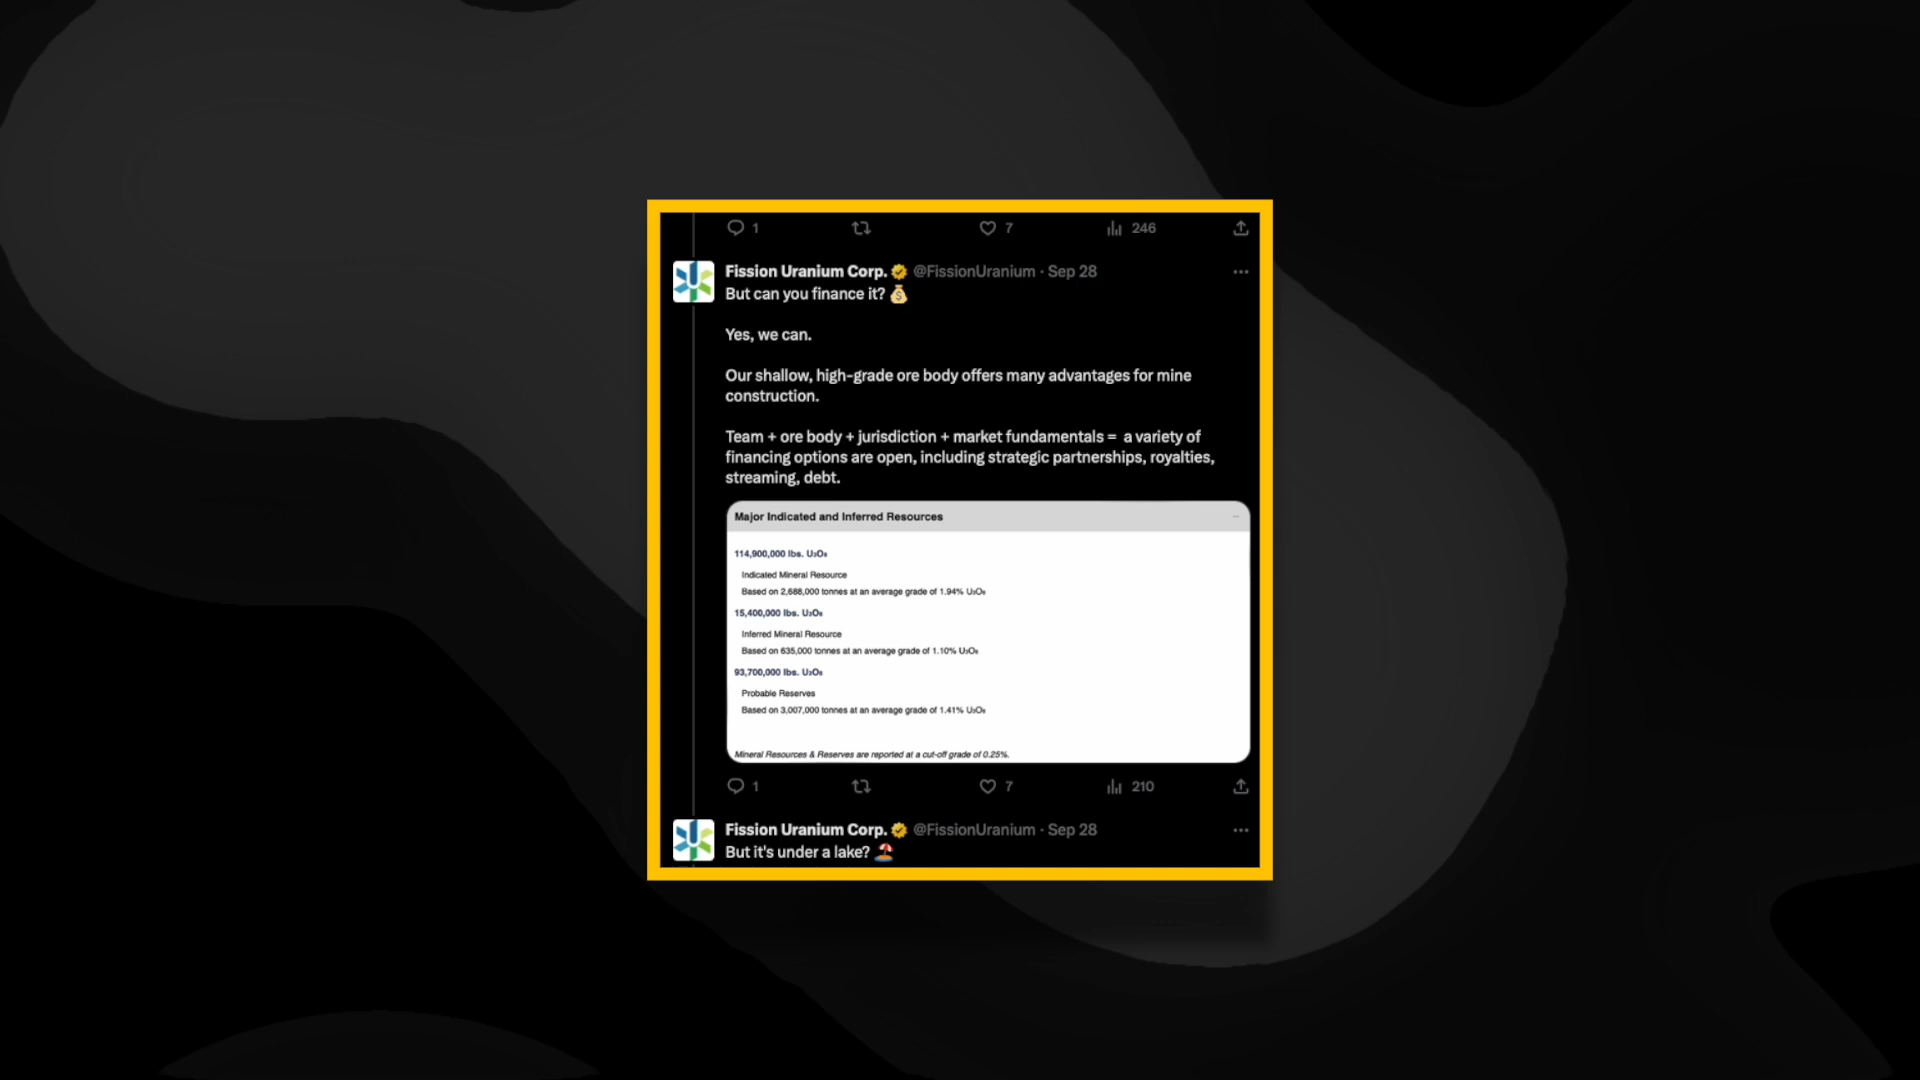 1 7 246
Fission Uranium Corp. @FissionUranium · Sep 28
But can you finance it? 💰
Yes, we can.
Our shallow, high-grade ore body offers many advantages for mine
construction.
Team + ore body + jurisdiction + market fundamentals = a variety of
financing options are open, including strategic partnerships, royalties,
streaming, debt.
Major Indicated and Inferred Resources
114,900,000 lbs. U₃O₈
Indicated Mineral Resource
Based on 2,688,000 tonnes at an average grade of 1.94% U₃O₈
15,400,000 lbs. U₃O₈
Inferred Mineral Resource
Based on 635,000 tonnes at an average grade of 1.10% U₃O₈
93,700,000 lbs. U₃O₈
Probable Reserves
Based on 3,007,000 tonnes at an average grade of 1.41% U₃O₈
Mineral Resources & Reserves are reported at a cut-off grade of 0.25%.
1 7 210
Fission Uranium Corp. @FissionUranium · Sep 28
But it's under a lake? 🏖️